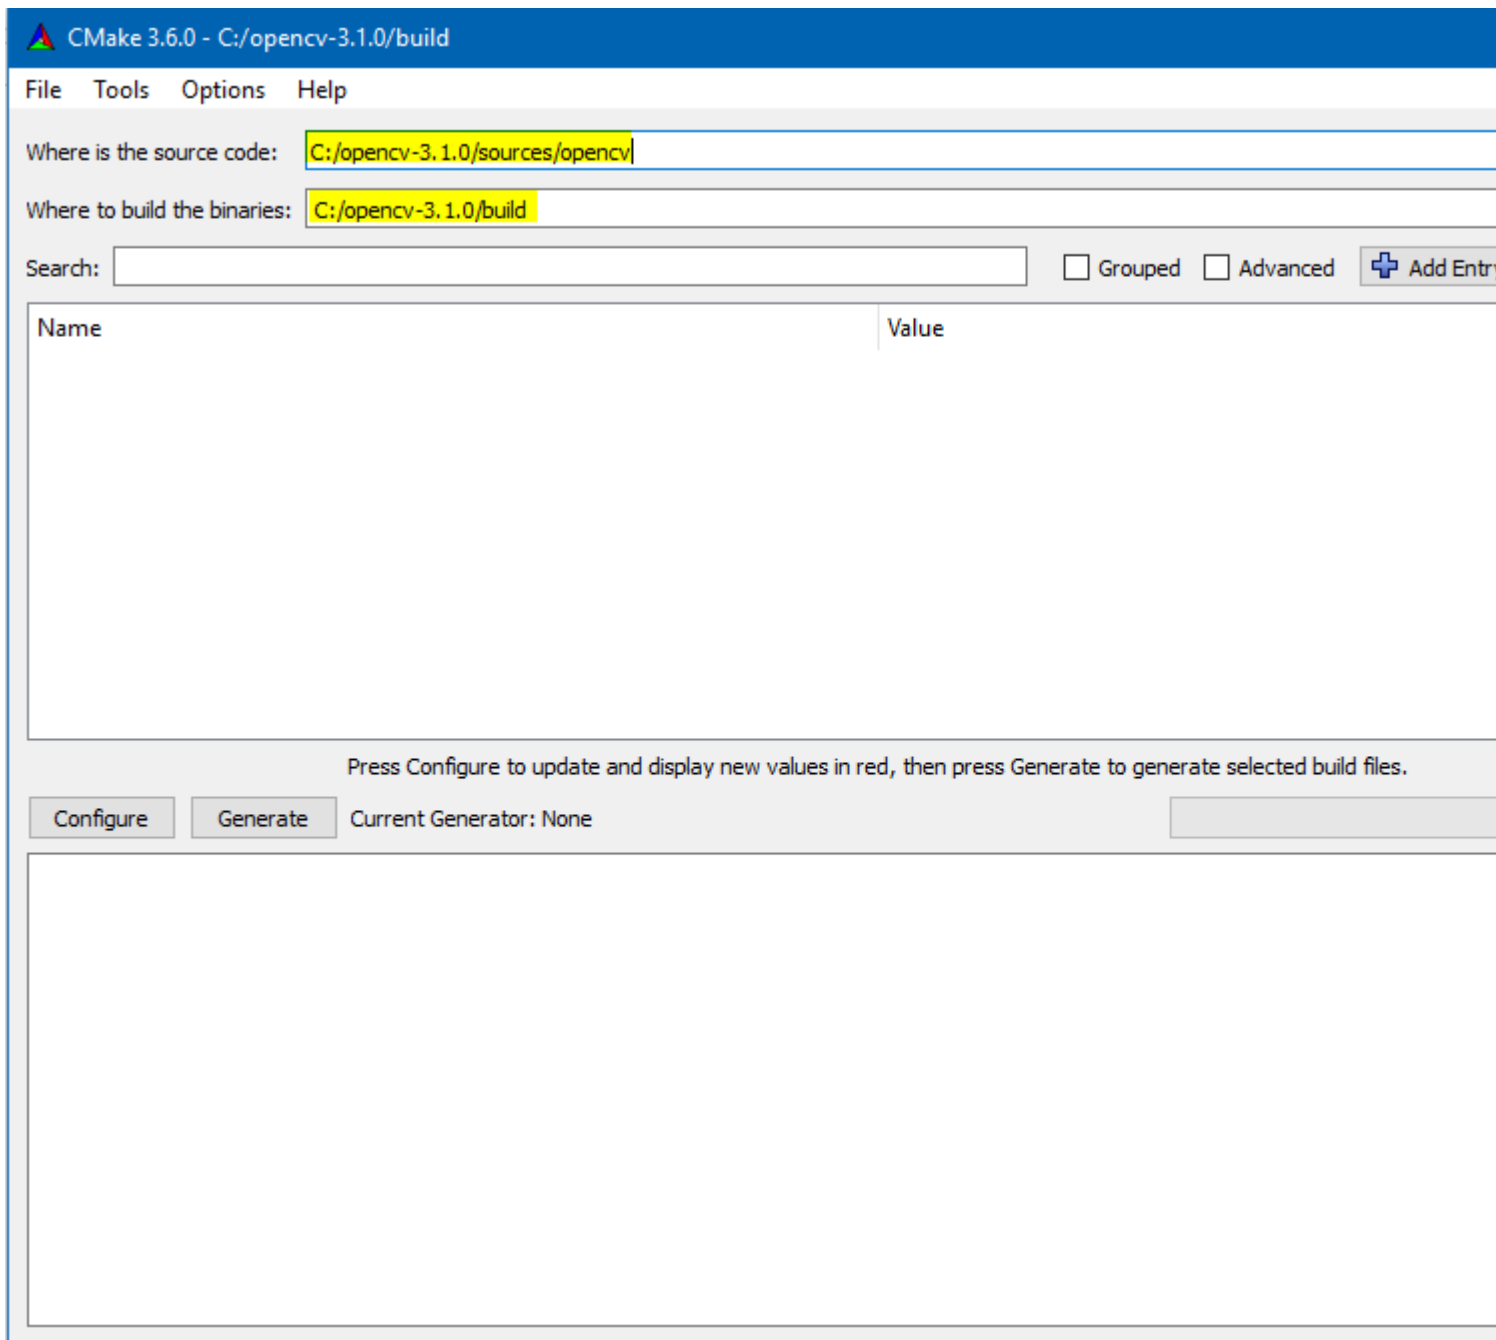 CMake 3.6.0 - C:/opencv-3.1.0/build
File Tools Options Help
Where is the source code: C:/opencv-3.1.0/sources/opencv
Where to build the binaries: C:/opencv-3.1.0/build
Search: Grouped Advanced Add Entry
Name Value
Press Configure to update and display new values in red, then press Generate to generate selected build files.
Configure Generate Current Generator: None